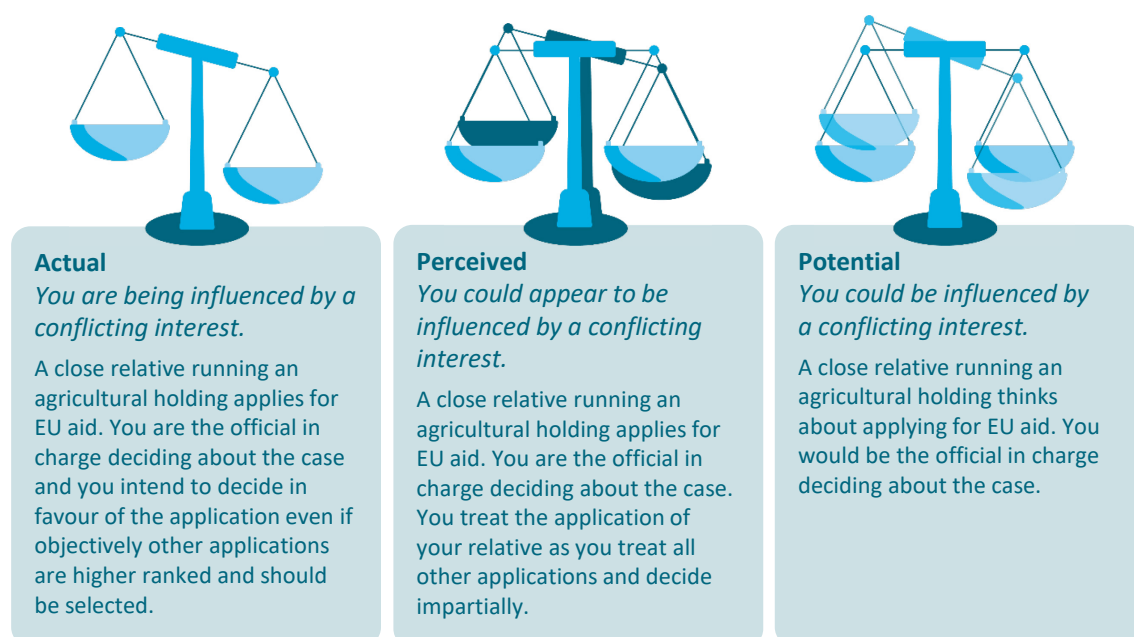 Actual
You are being influenced by a
conflicting interest.
A close relative running an
agricultural holding applies for
EU aid. You are the official in
charge deciding about the case
and you intend to decide in
favour of the application even if
objectively other applications
are higher ranked and should
be selected.
Perceived
You could appear to be
influenced by a conflicting
interest.
A close relative running an
agricultural holding applies for
EU aid. You are the official in
charge deciding about the case.
You treat the application of
your relative as you treat all
other applications and decide
impartially.
Potential
You could be influenced by
a conflicting interest.
A close relative running an
agricultural holding thinks
about applying for EU aid. You
would be the official in charge
deciding about the case.